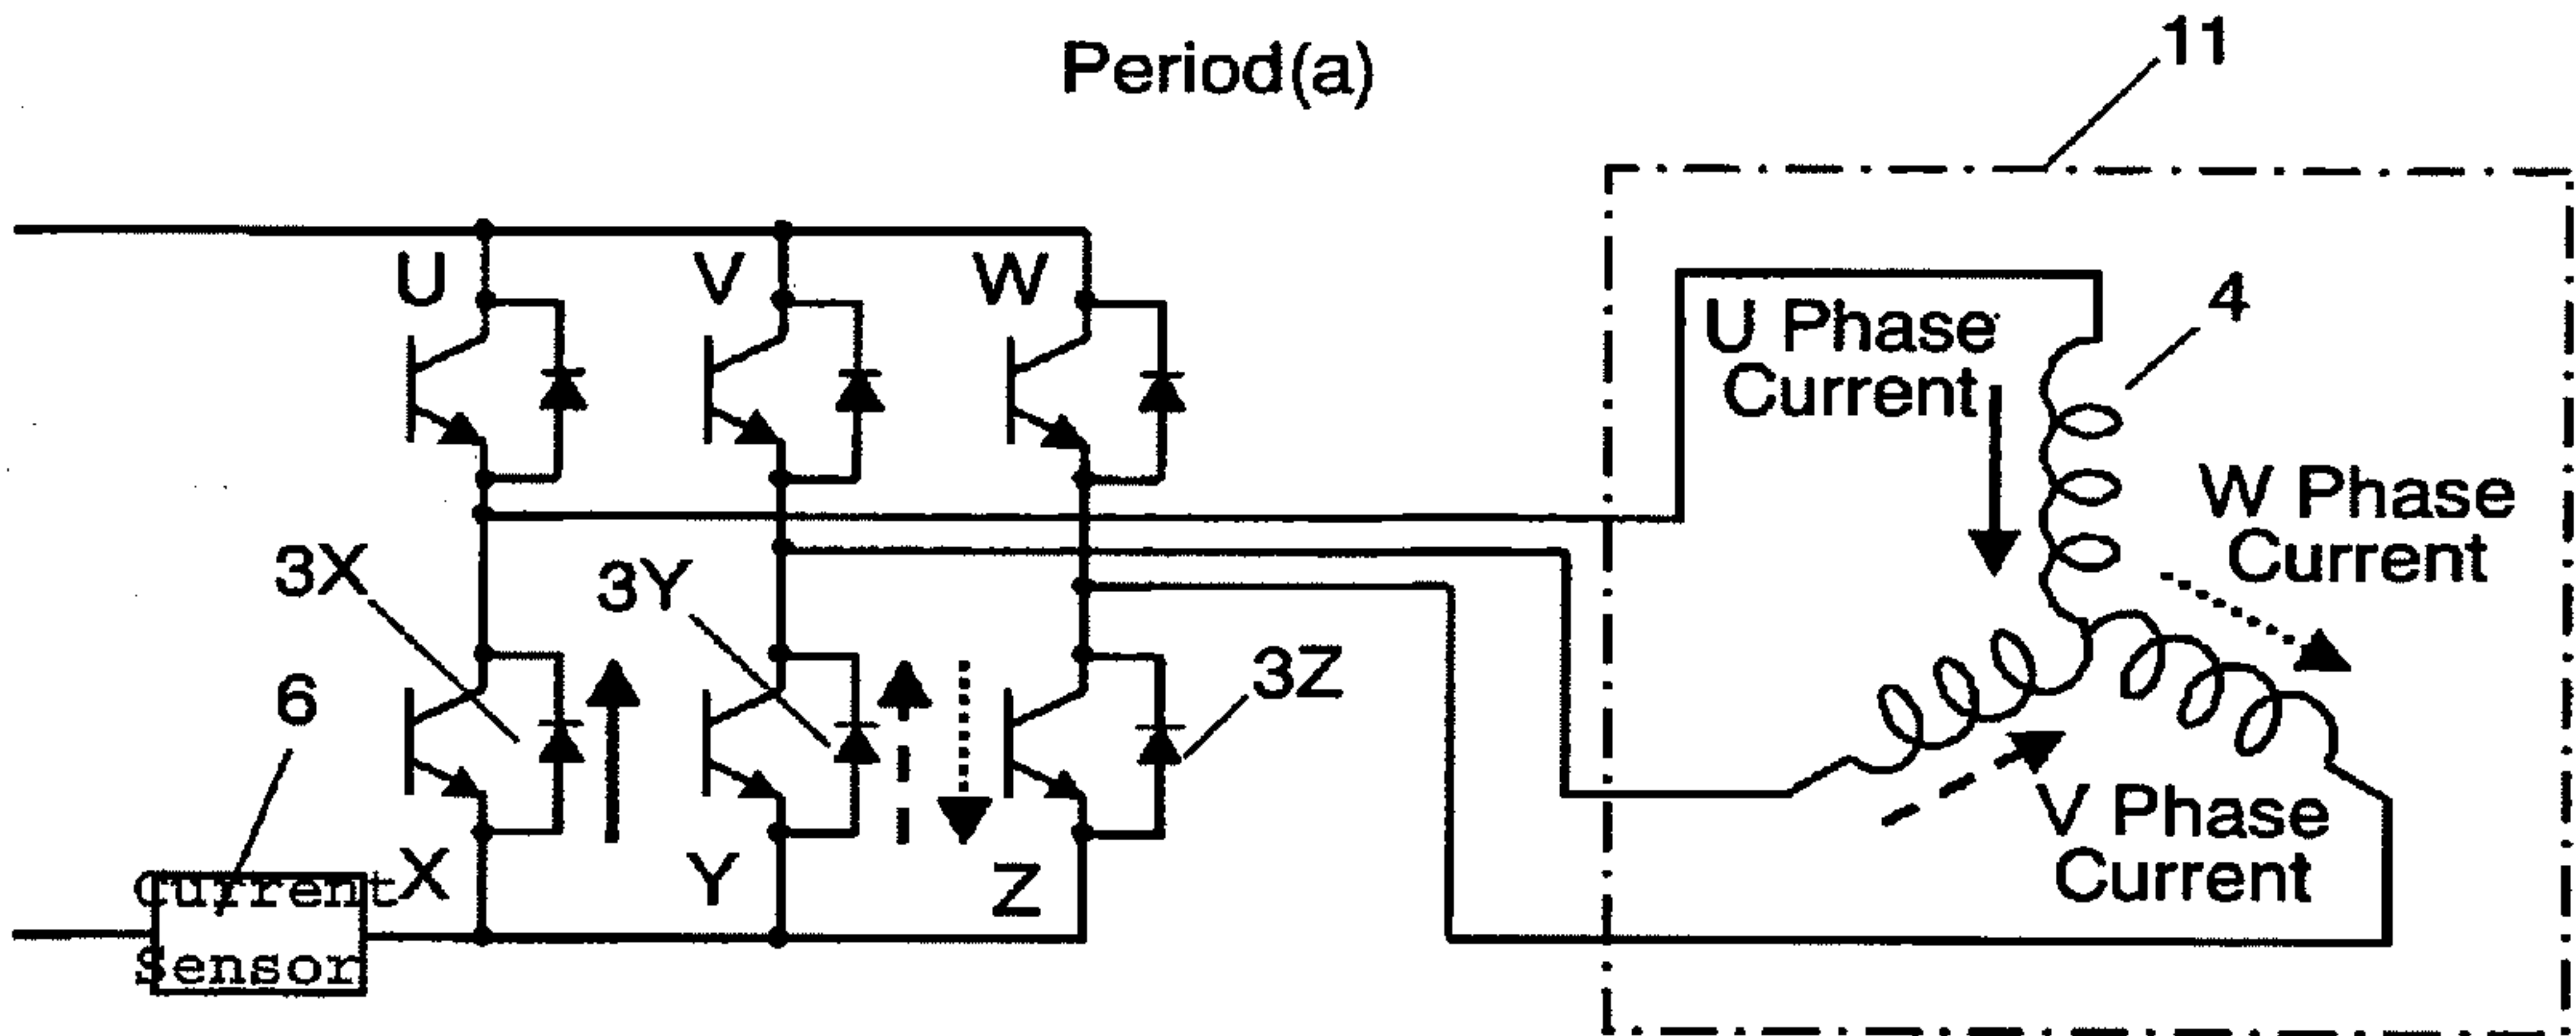 Period(a)
11
U
V
W
4
U Phase
Current
W Phase
Current
3X
3Y
3Z
6
V Phase
Current
X
Y
Z
Current
Sensor